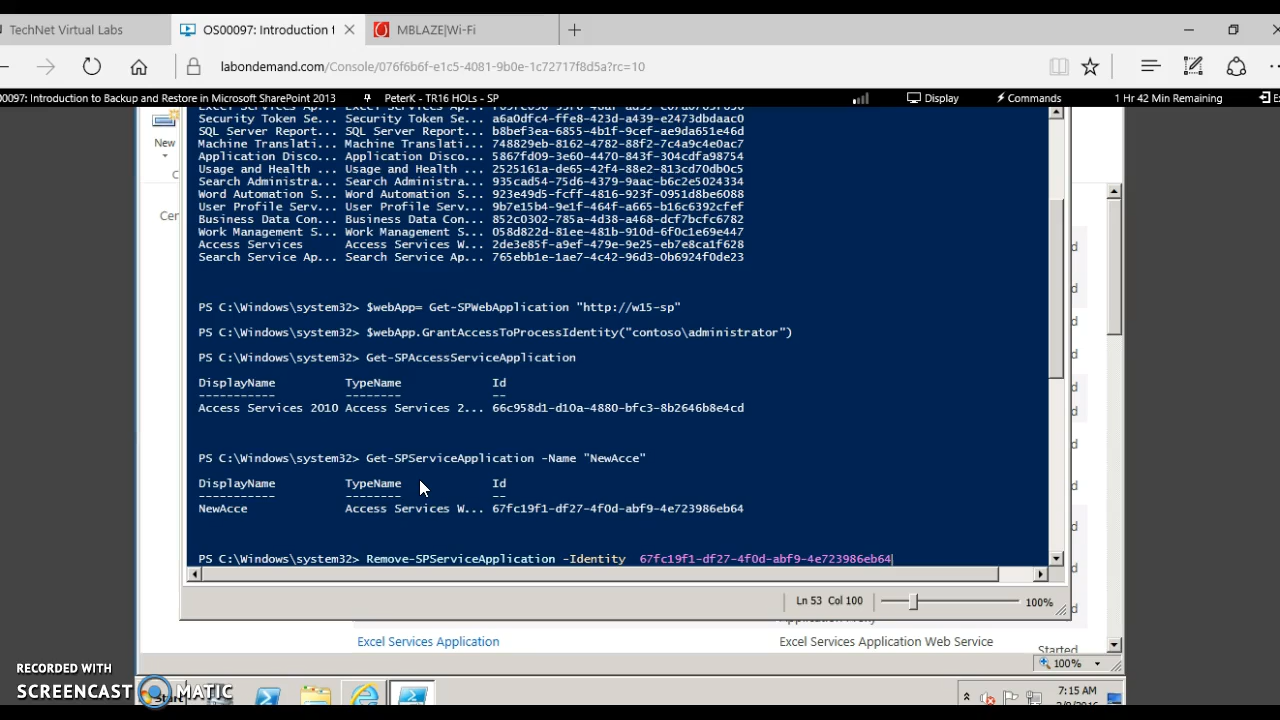 TechNet Virtual Labs
OS00097: Introduction t
MBLAZE|Wi-Fi
labondemand.com/Console/076f6b6f-e1c5-4081-9b0e-1c72717f8d5a?rc=10
0097: Introduction to Backup and Restore in Microsoft SharePoint 2013
PeterK - TR16 HOLs - SP
Display
Commands
1 Hr 42 Min Remaining
New
Cer
Security Token Se... Security Token Se... a6a0dfc4-ffe8-423d-a439-e2473dbdaac0
SQL Server Report... SQL Server Report... b8bef3ea-6855-4b1f-9cef-ae9da651e46d
Machine Translati... Machine Translati... 748829eb-8162-4782-88f2-7c4a9c4e0ac7
Application Disco... Application Disco... 5867fd09-3e60-4470-843f-304cdfa98754
Usage and Health ... Usage and Health ... 2525161a-de65-42f4-88e2-813cd70db0c5
Search Administra... Search Administra... 935cad54-75d6-4379-9aac-b6c2e5024334
Word Automation S... Word Automation S... 923e49d5-fcff-4816-923f-0951d8be6088
User Profile Serv... User Profile Serv... 9b7e15b4-9e1f-464f-a665-b16c6392cfef
Business Data Con... Business Data Con... 852c0302-785a-4d38-a468-dcf7bcfc6782
Work Management S... Work Management S... 058d822d-81ee-481b-910d-6f0c1e69e447
Access Services Access Services W... 2de3e85f-a9ef-479e-9e25-eb7e8ca1f628
Search Service Ap... Search Service Ap... 765ebb1e-1ae7-4c42-96d3-0b6924f0de23
PS C:\Windows\system32> $webApp= Get-SPWebApplication "http://w15-sp"
PS C:\Windows\system32> $webApp.GrantAccessToProcessIdentity("contoso\administrator")
PS C:\Windows\system32> Get-SPAccessServiceApplication
DisplayName TypeName Id
----------- -------- --
Access Services 2010 Access Services 2... 66c958d1-d10a-4880-bfc3-8b2646b8e4cd
PS C:\Windows\system32> Get-SPServiceApplication -Name "NewAcce"
DisplayName TypeName Id
----------- -------- --
NewAcce Access Services W... 67fc19f1-df27-4f0d-abf9-4e723986eb64
PS C:\Windows\system32> Remove-SPServiceApplication -Identity 67fc19f1-df27-4f0d-abf9-4e723986eb64
Ln 53 Col 100
100%
Excel Services Application
Excel Services Application Web Service
Started
100%
RECORDED WITH
SCREENCAST MATIC
Start
7:15 AM